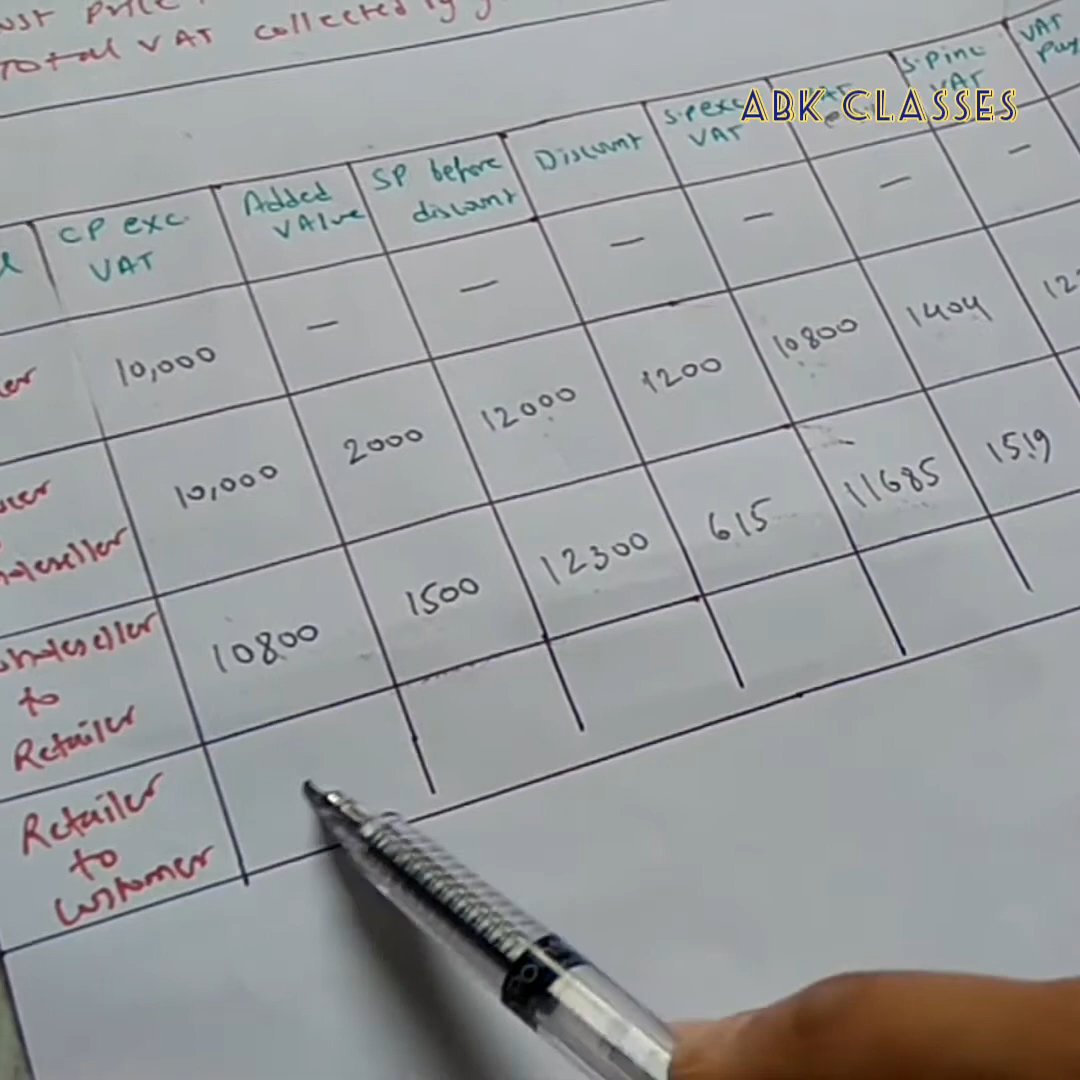 Total VAT collected by
ABK CLASSES
CP exc. VAT
Added VAlue
SP before discount
Discount
S.P exc VAT
S.P inc VAT
VAT
10,000 — — — — — —
10,000 2000 12000 1200 10800 1404
wholeseller
to
Retailer
10800 1500 12300 615 11685 1519
Retailer
to
customer